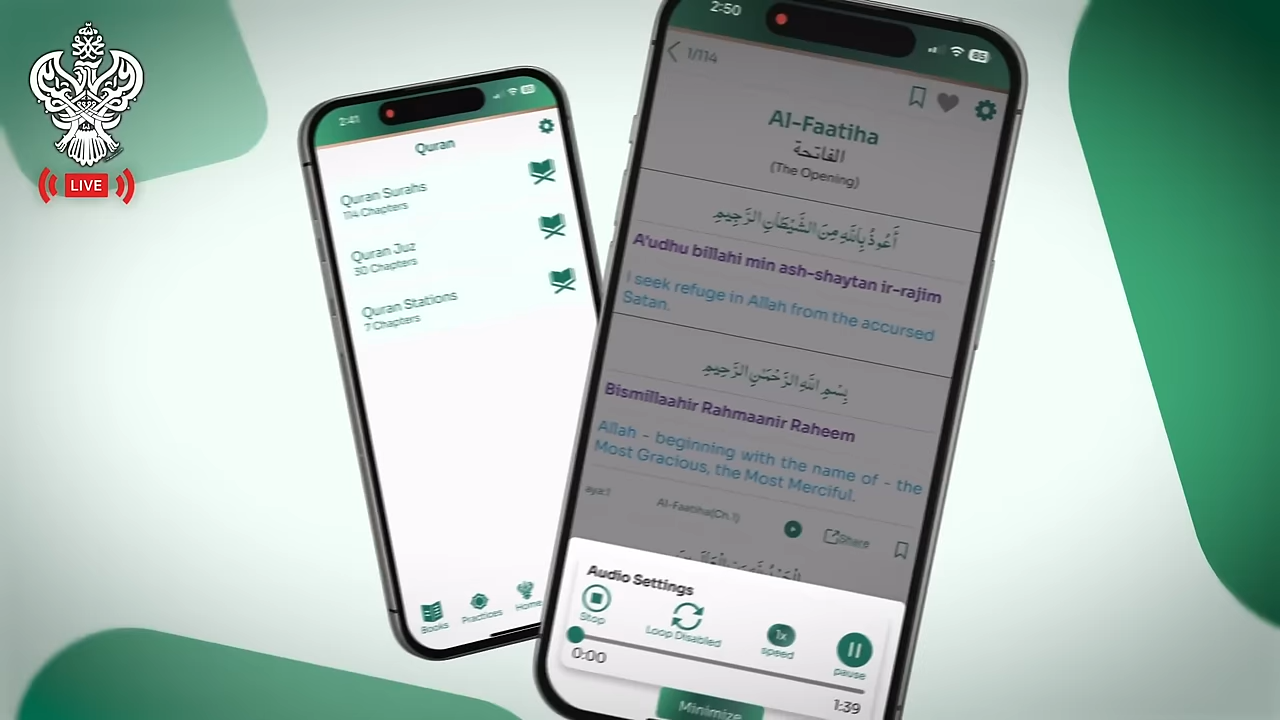 LIVE
2:41
Quran
Quran Surahs
114 Chapters
Quran Juz
30 Chapters
Quran Stations
7 Chapters
Books
Practices
Home
2:50
85
1/114
Al-Faatiha
الفاتحة
(The Opening)
أَعُوذُ بِاللَّهِ مِنَ الشَّيْطَانِ الرَّجِيمِ
A'udhu billahi min ash-shaytan ir-rajim
I seek refuge in Allah from the accursed
Satan.
بِسْمِ اللَّهِ الرَّحْمَٰنِ الرَّحِيمِ
Bismillaahir Rahmaanir Raheem
Allah - beginning with the name of - the
Most Gracious, the Most Merciful.
aya:1
Al-Faatiha(Ch.1)
Share
Audio Settings
Stop
Loop Disabled
1x
speed
pause
0:00
1:39
Minimize